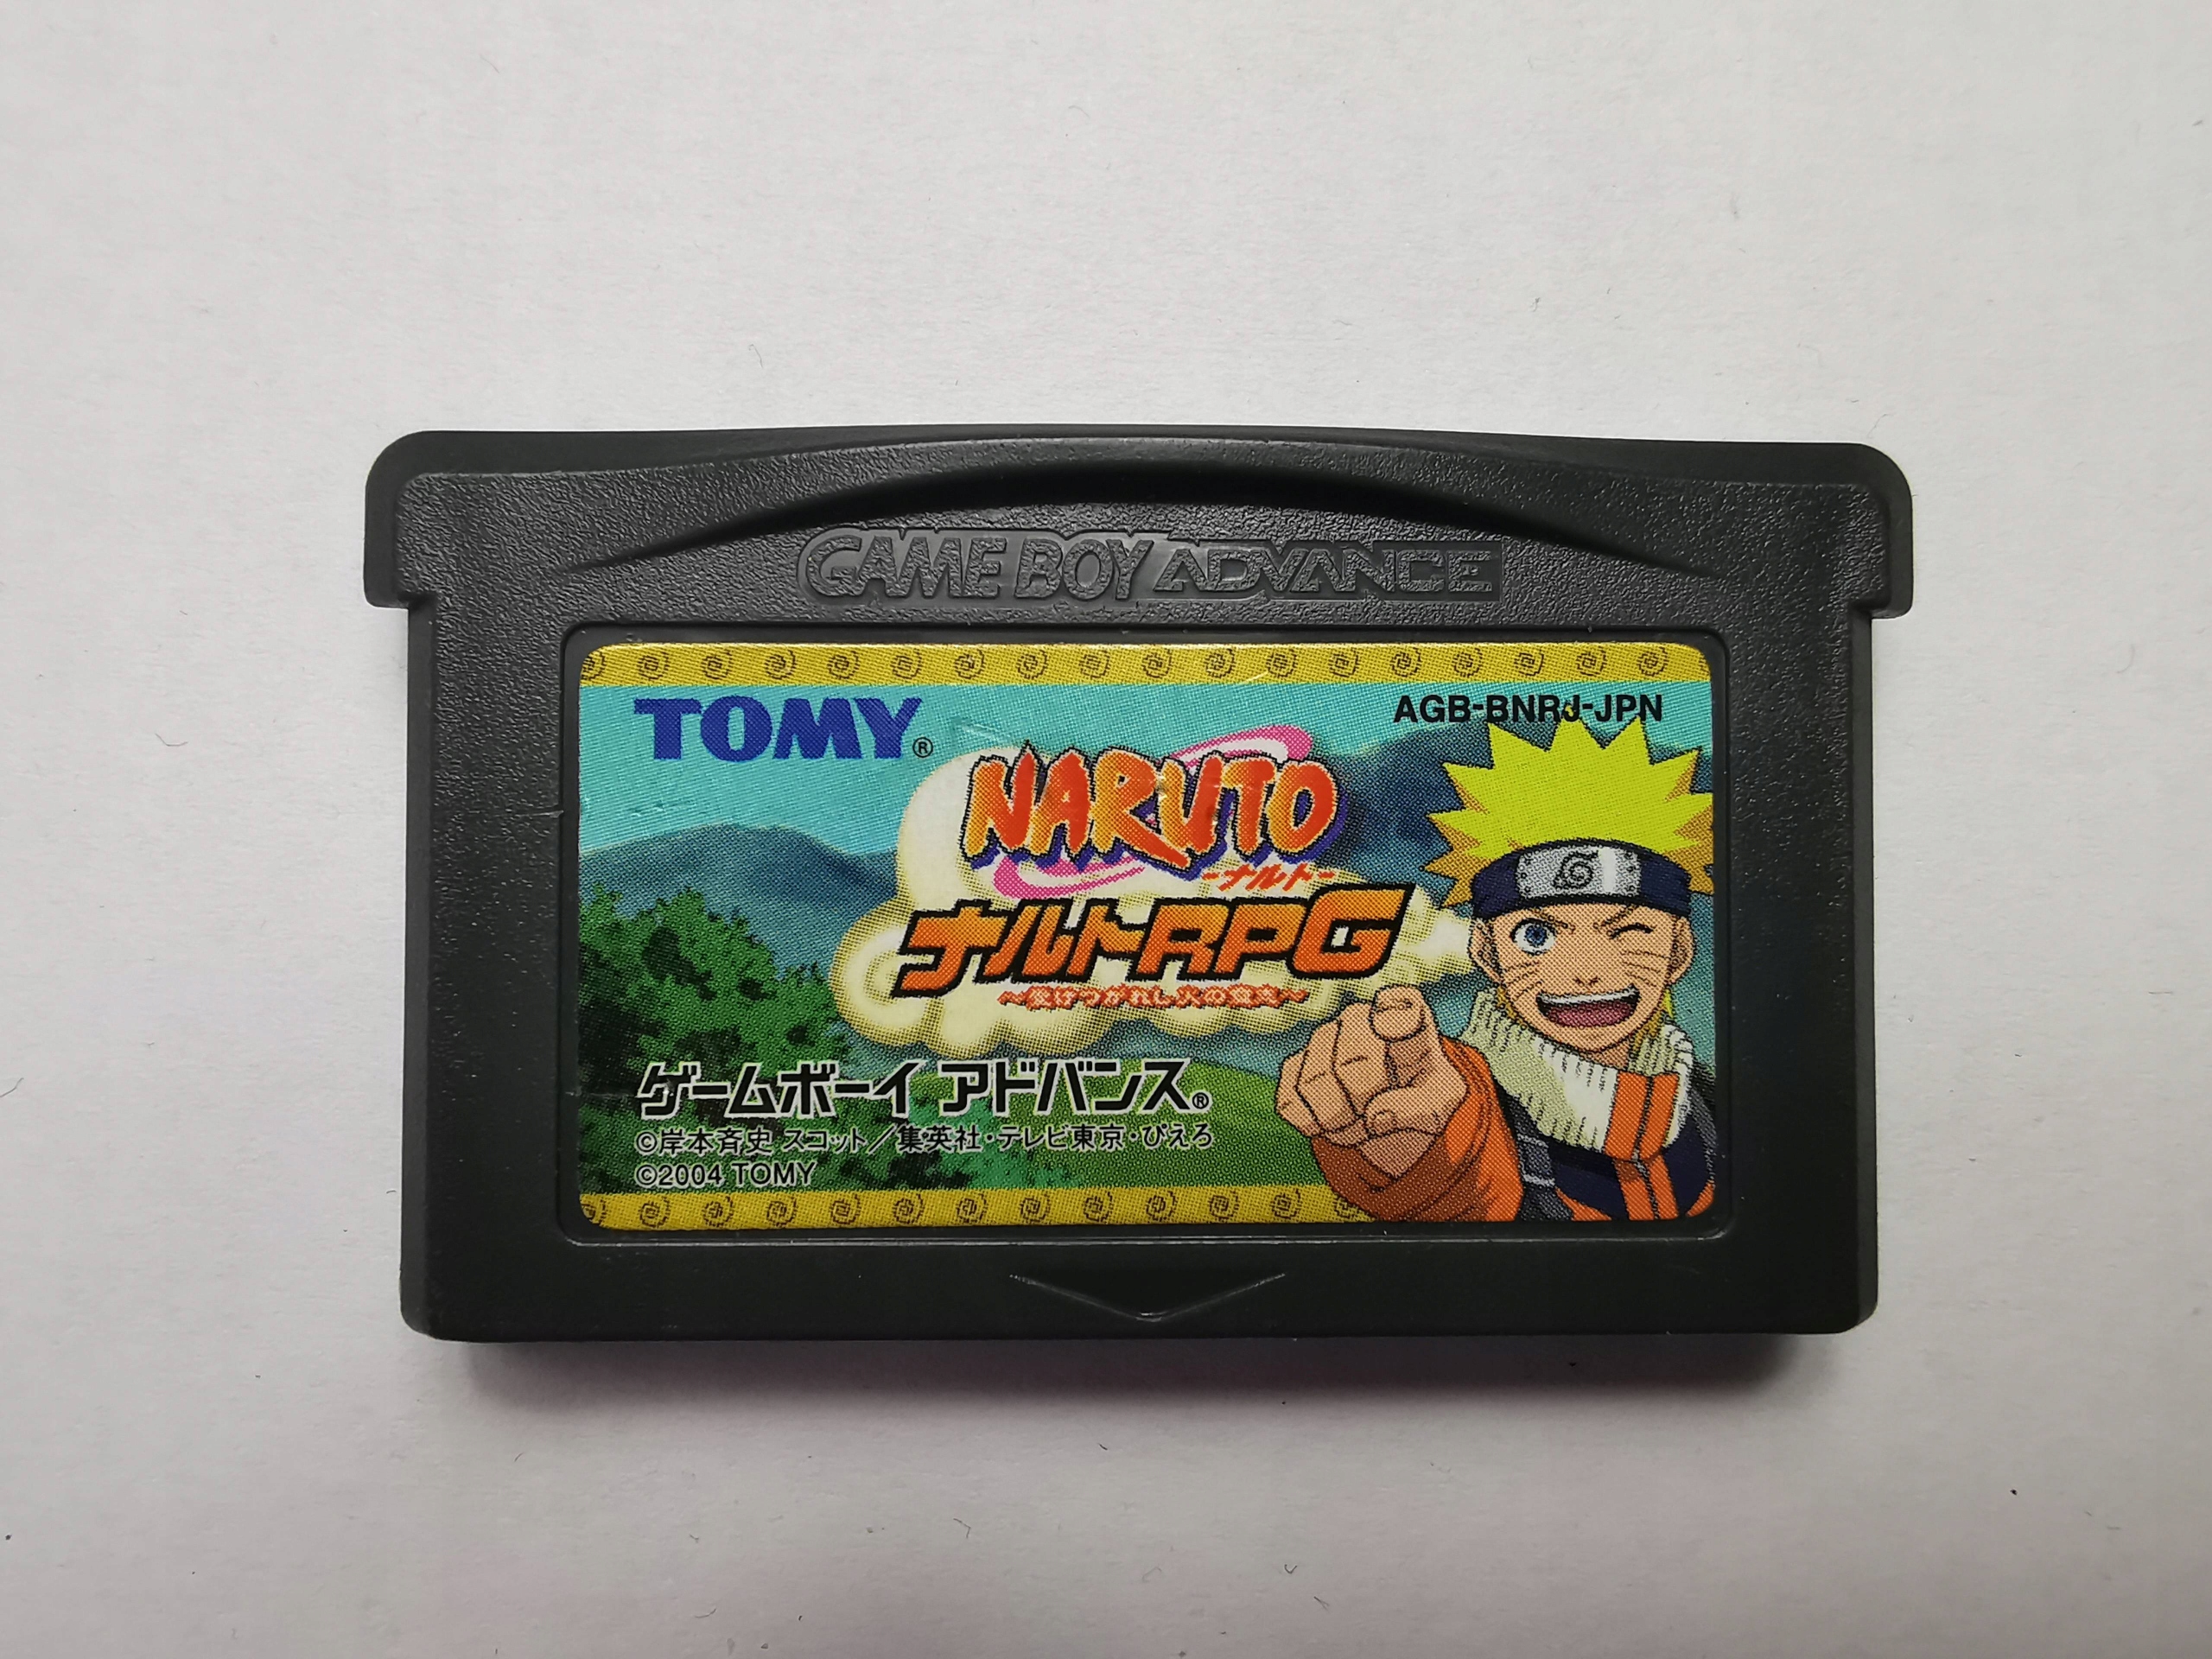 GAME BOY ADVANCE
TOMY®
AGB-BNRJ-JPN
NARUTO
-ナルト-
ナルトRPG
～受けつがれし火の意志～
ゲームボーイ アドバンス®
©岸本斉史 スコット／集英社・テレビ東京・ぴえろ
©2004 TOMY